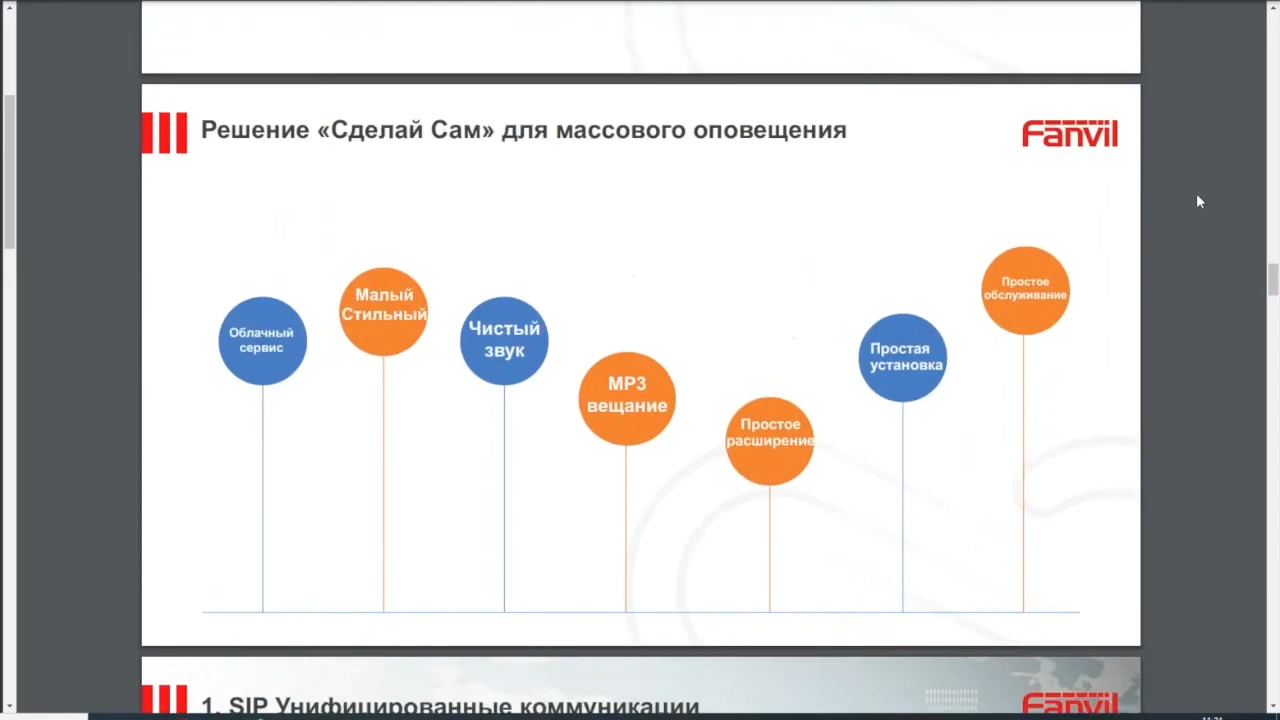 Решение «Сделай Сам» для массового оповещения
Fanvil
Облачный
сервис
Малый
Стильный
Чистый
звук
MP3
вещание
Простое
расширение
Простая
установка
Простое
обслуживание
1. SIP Унифицированные коммуникации
Fanvil